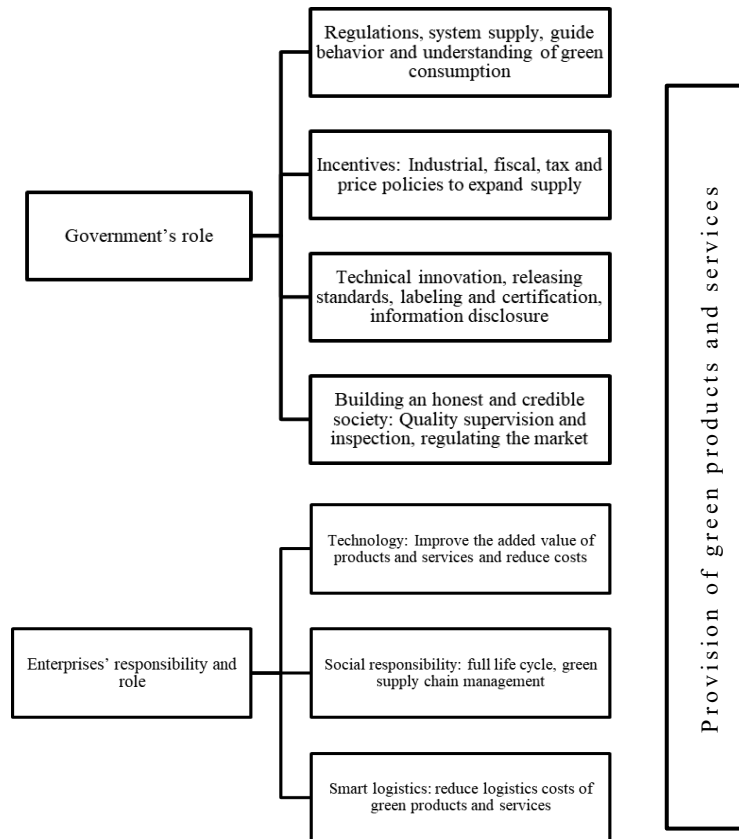 Regulations, system supply, guide
behavior and understanding of green
consumption
Incentives: Industrial, fiscal, tax and
price policies to expand supply
Government’s role
Technical innovation, releasing
standards, labeling and certification,
information disclosure
Building an honest and credible
society: Quality supervision and
inspection, regulating the market
Technology: Improve the added value of
products and services and reduce costs
Enterprises’ responsibility and
role
Social responsibility: full life cycle, green
supply chain management
Smart logistics: reduce logistics costs of
green products and services
Provision of green products and services